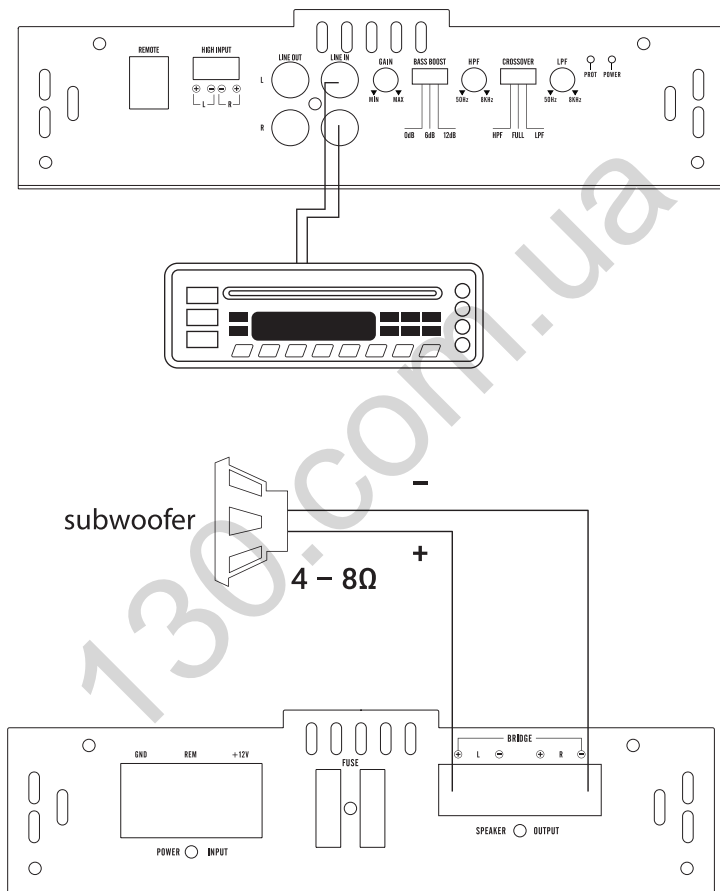 REMOTE
HIGH INPUT
LINE OUT
LINE IN
GAIN
BASS BOOST
HPF
CROSSOVER
LPF
PROT
POWER
L
R
⊕ ⊖ ⊖ ⊕
L R
MIN MAX
0dB 6dB 12dB
50Hz 8KHz
HPF FULL LPF
50Hz 8KHz
subwoofer
−
+
4 – 8Ω
130.com.ua
BRIDGE
GND REM +12V
⊕ L ⊖ ⊕ R ⊖
FUSE
POWER INPUT
SPEAKER OUTPUT